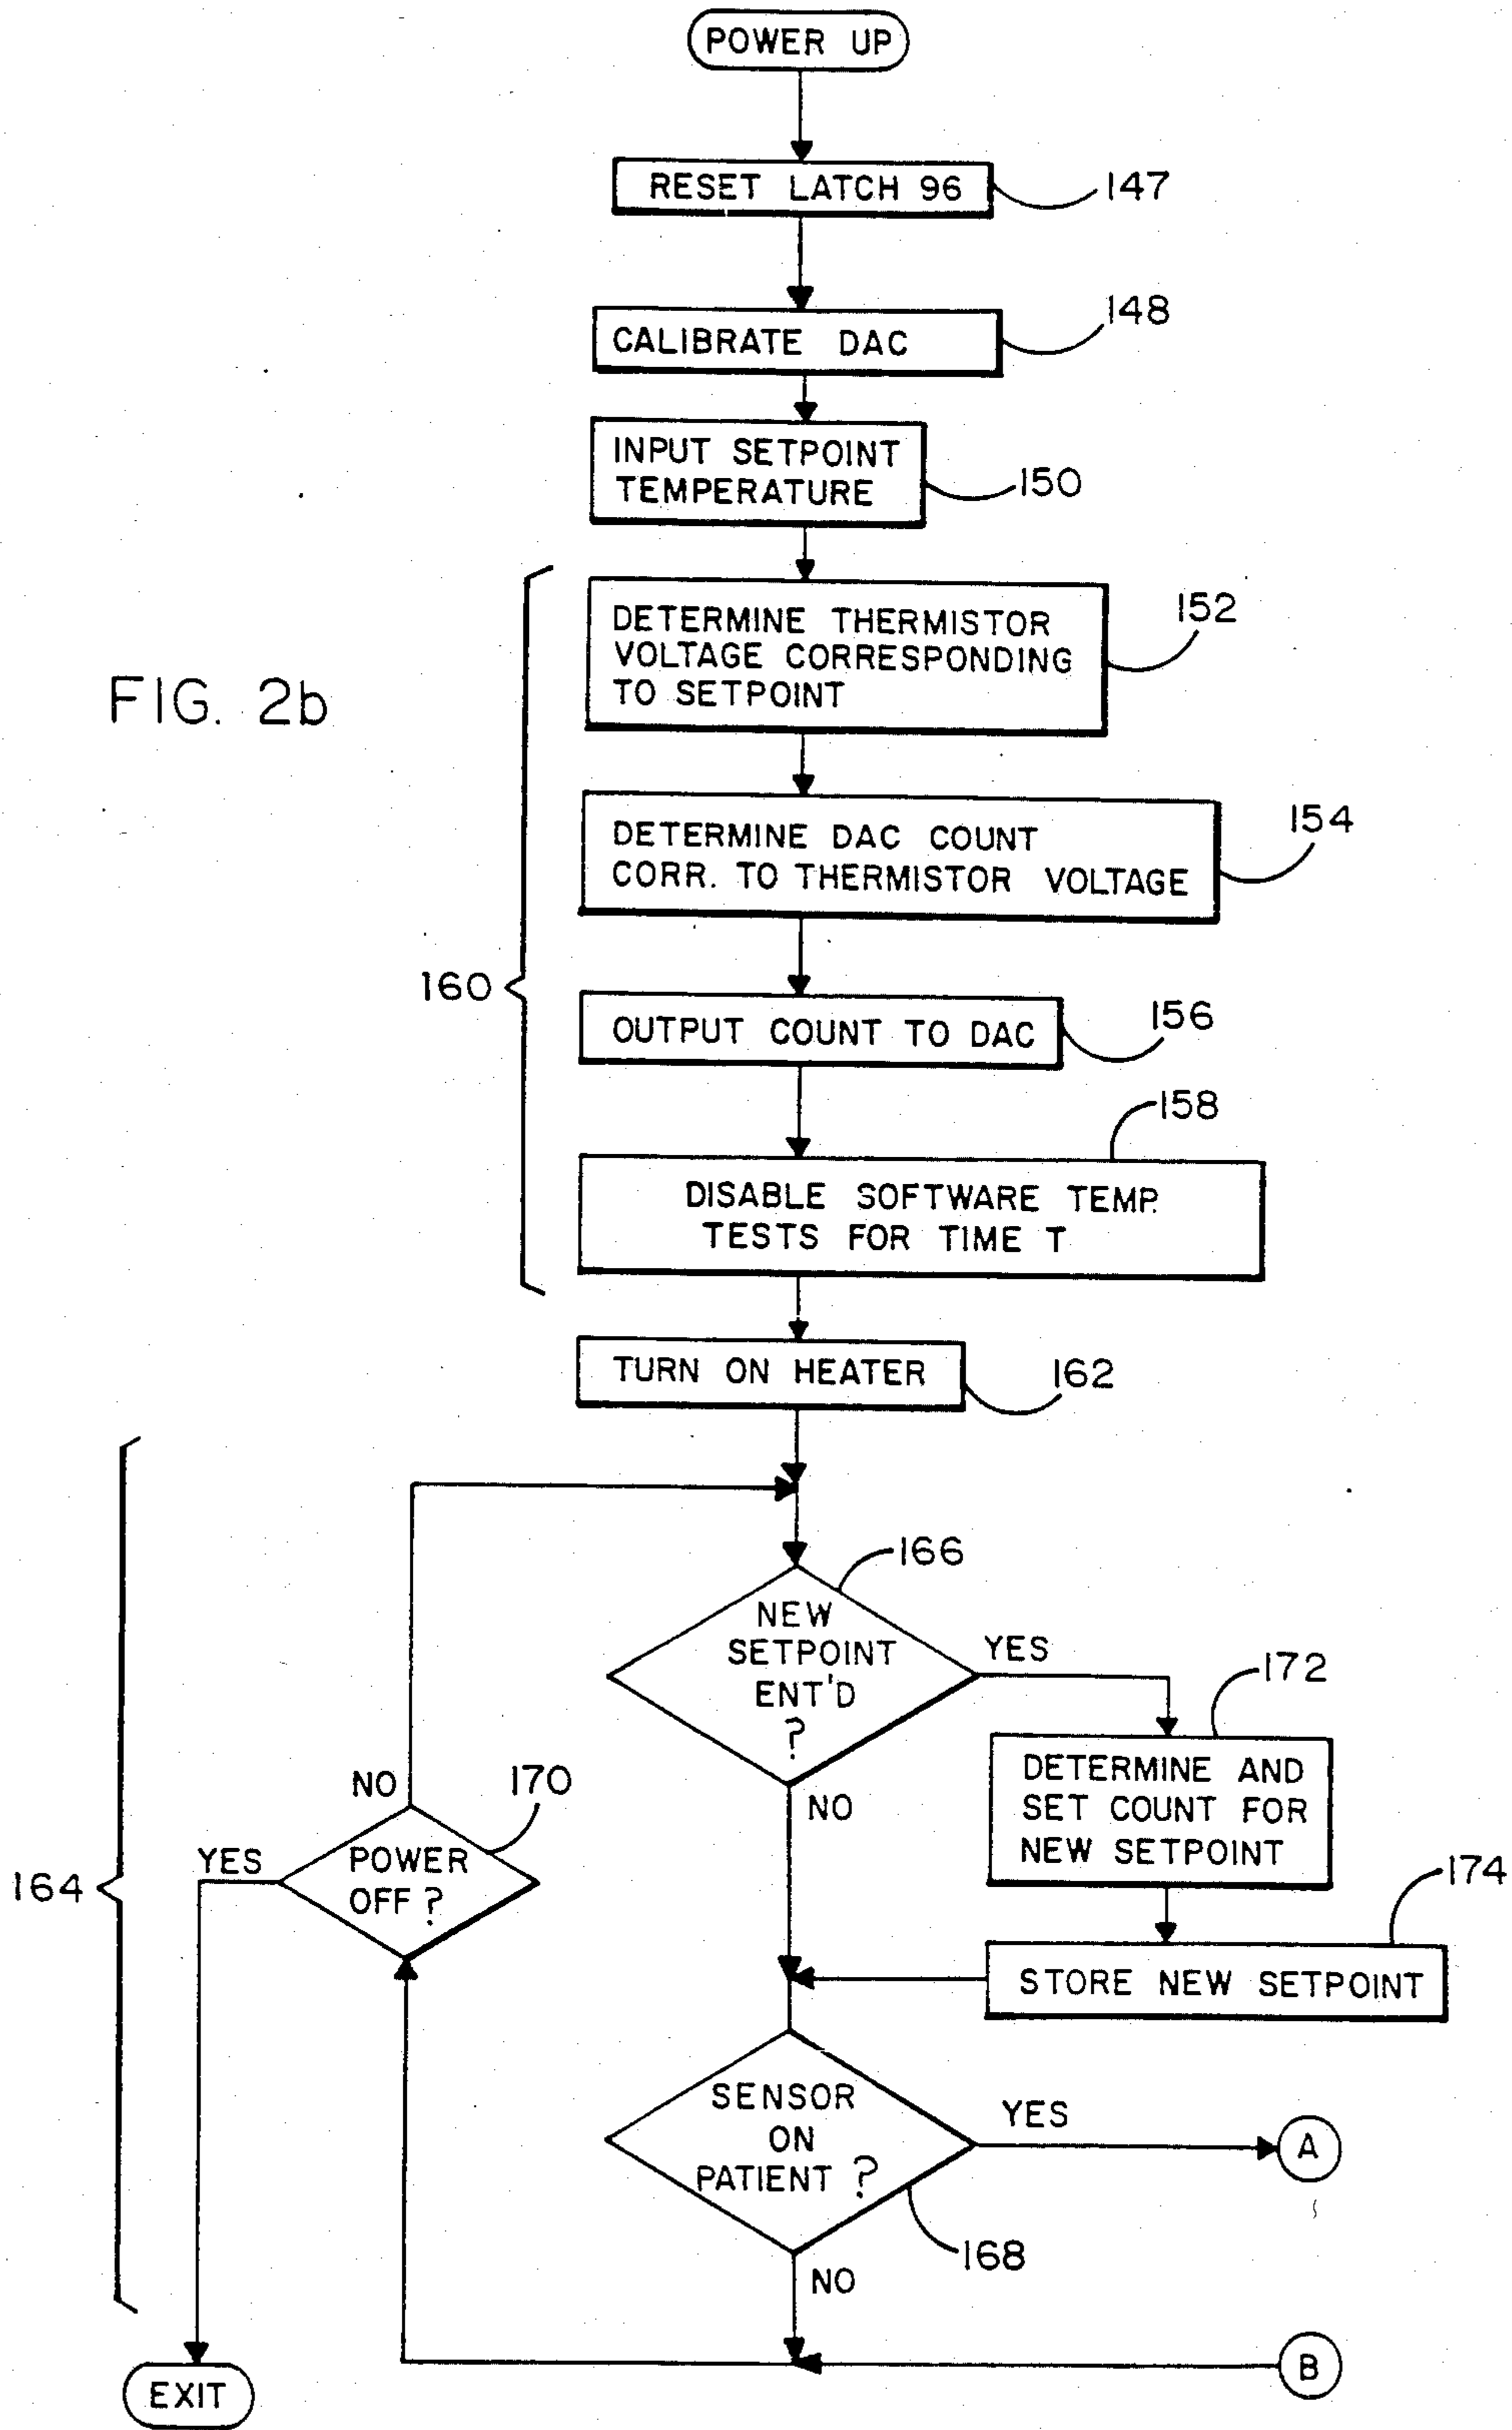 POWER UP
RESET LATCH 96
147
CALIBRATE DAC
148
INPUT SETPOINT
TEMPERATURE
150
DETERMINE THERMISTOR
VOLTAGE CORRESPONDING
TO SETPOINT
152
FIG. 2b
DETERMINE DAC COUNT
CORR. TO THERMISTOR VOLTAGE
154
160
OUTPUT COUNT TO DAC
156
158
DISABLE SOFTWARE TEMP.
TESTS FOR TIME T
TURN ON HEATER
162
166
NEW
SETPOINT
ENT'D
?
YES
172
DETERMINE AND
SET COUNT FOR
NEW SETPOINT
NO
NO
170
YES
POWER
OFF?
164
174
STORE NEW SETPOINT
SENSOR
ON
PATIENT ?
YES
A
168
NO
B
EXIT